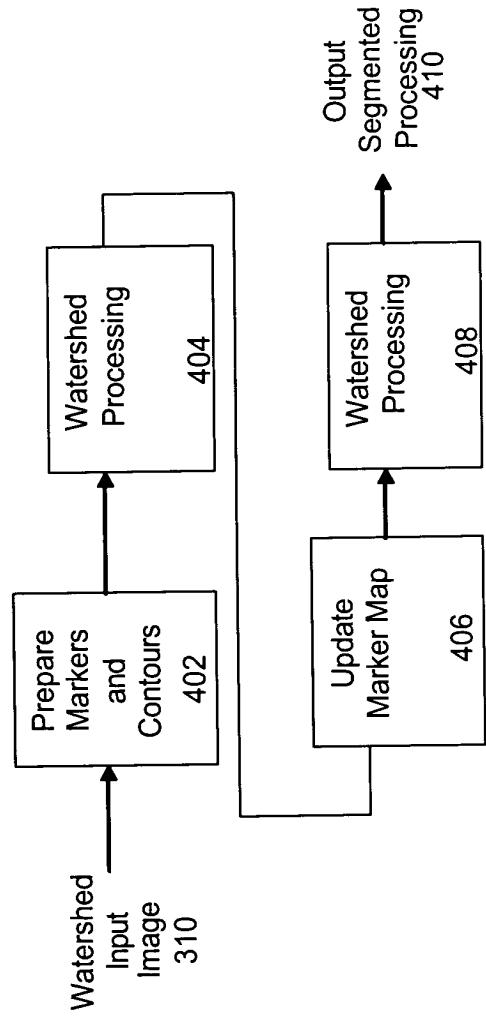 Watershed
Input
Image
310
Prepare
Markers
and
Contours
402
Watershed
Processing
404
Update
Marker Map
406
Watershed
Processing
408
Output
Segmented
Processing
410